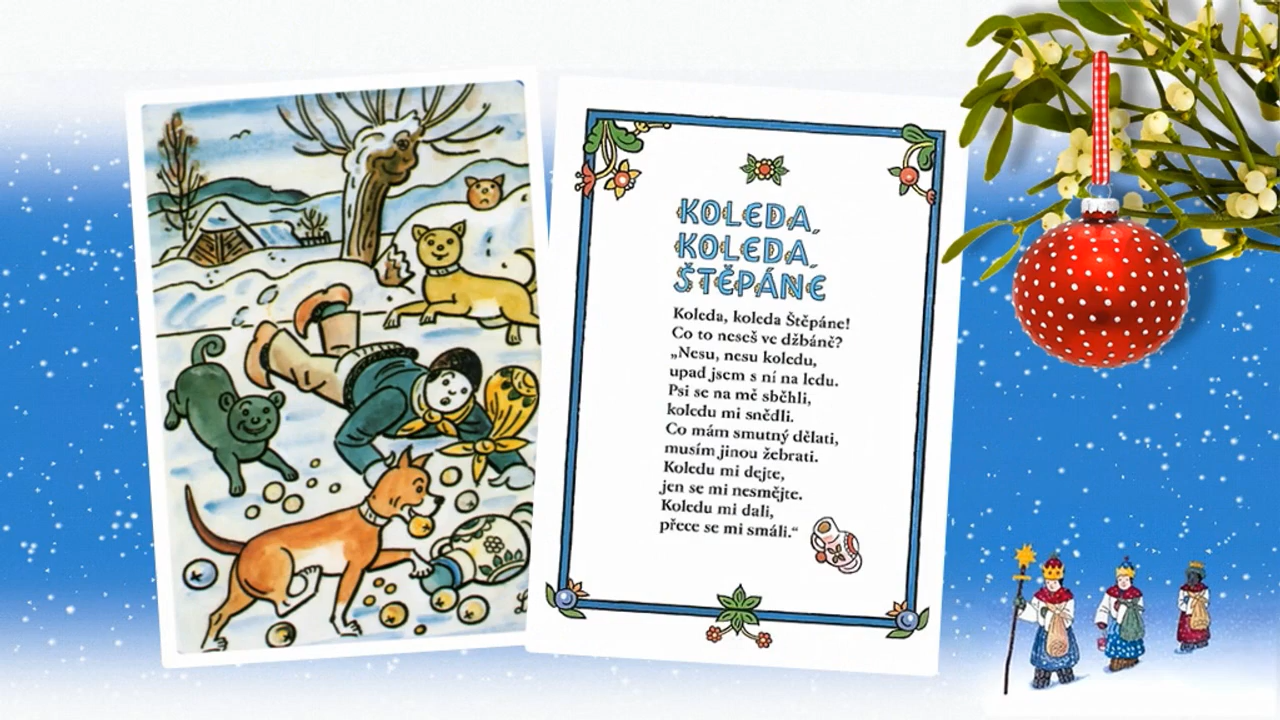 KOLEDA,
KOLEDA,
ŠTĚPÁNE
Koleda, koleda Štěpáne!
Co to neseš ve džbáně?
„Nesu, nesu koledu,
upad jsem s ní na ledu.
Psi se na mě sběhli,
koledu mi snědli.
Co mám smutný dělati,
musím jinou žebrati.
Koledu mi dejte,
jen se mi nesmějte.
Koledu mi dali,
přece se mi smáli.“